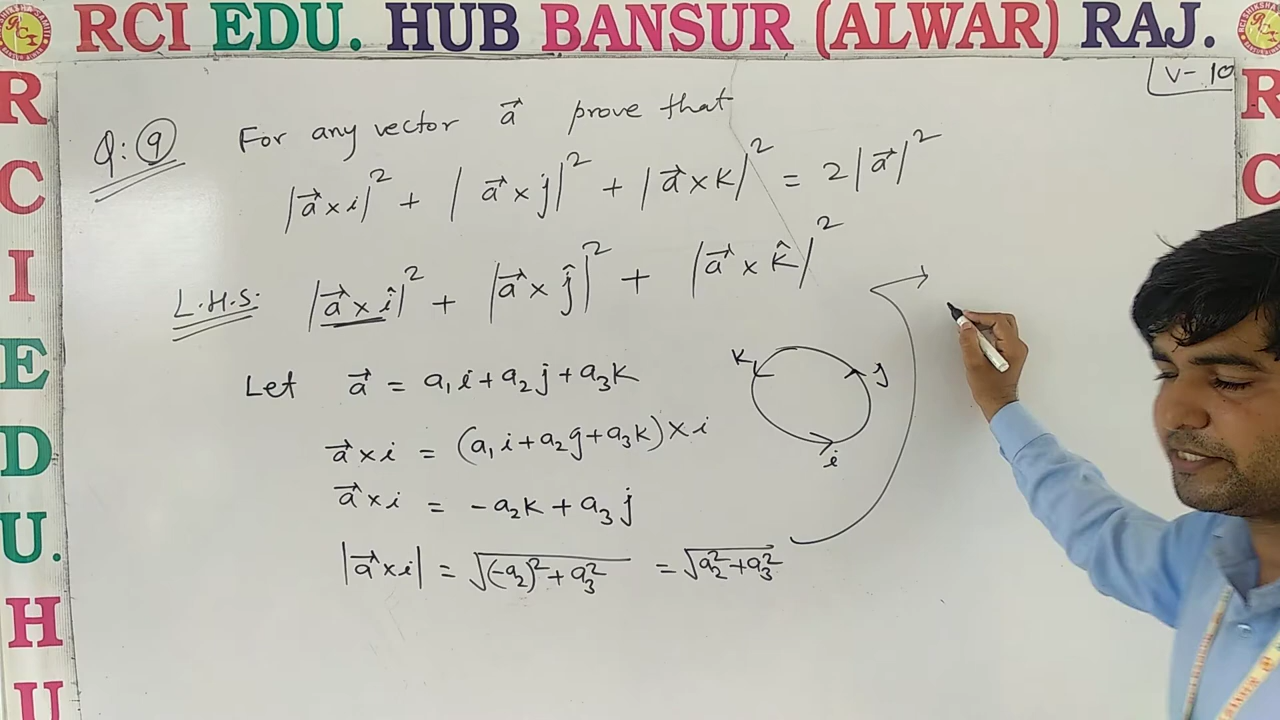 RCI EDU. HUB BANSUR (ALWAR) RAJ.
V-10
Q:9 For any vector a⃗ prove that
|a⃗×i|² + |a⃗×j|² + |a⃗×k|² = 2|a⃗|²
L.H.S. |a⃗×î|² + |a⃗×ĵ|² + |a⃗×k̂|²
Let a⃗ = a₁i+a₂j+a₃k
a⃗×i = (a₁i+a₂j+a₃k)×i
a⃗×i = -a₂k+a₃j
|a⃗×i| = √((-a₂)²+a₃²) = √(a₂²+a₃²)
k
j
i
R
C
I
E
D
U.
H
U
R
C